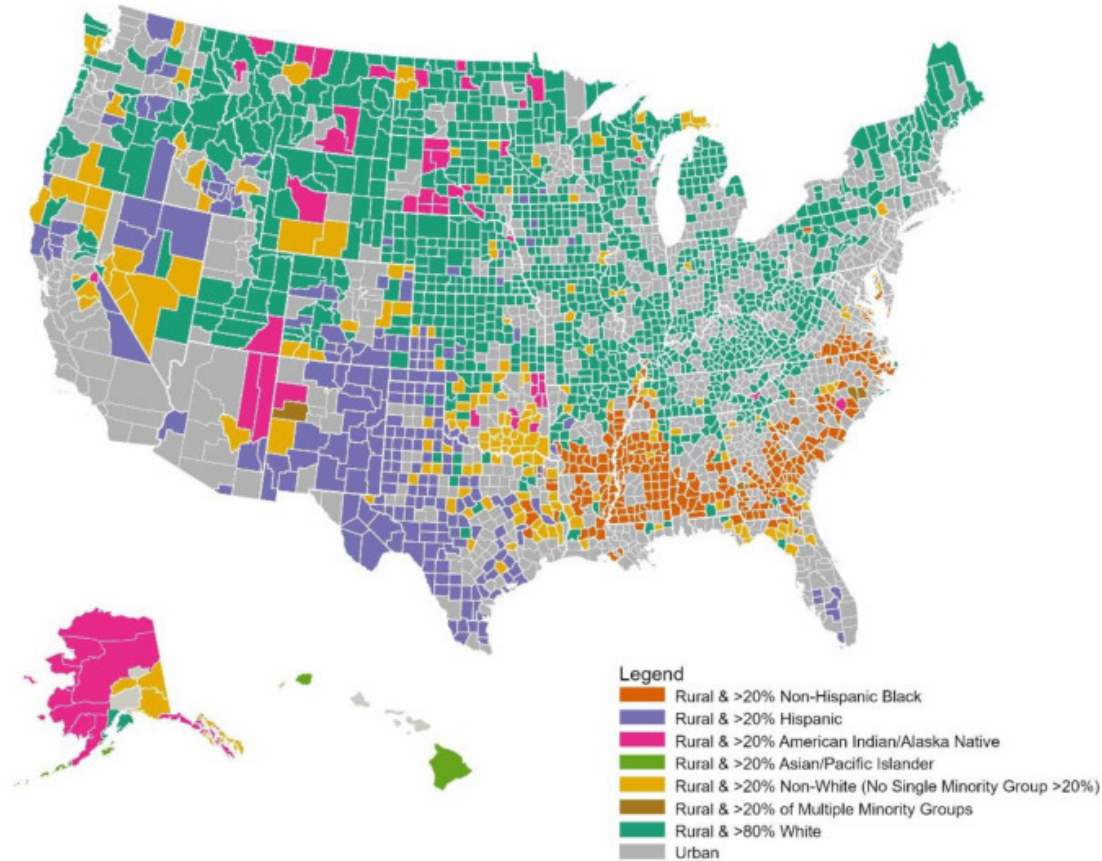 Legend
Rural & >20% Non-Hispanic Black
Rural & >20% Hispanic
Rural & >20% American Indian/Alaska Native
Rural & >20% Asian/Pacific Islander
Rural & >20% Non-White (No Single Minority Group >20%)
Rural & >20% of Multiple Minority Groups
Rural & >80% White
Urban